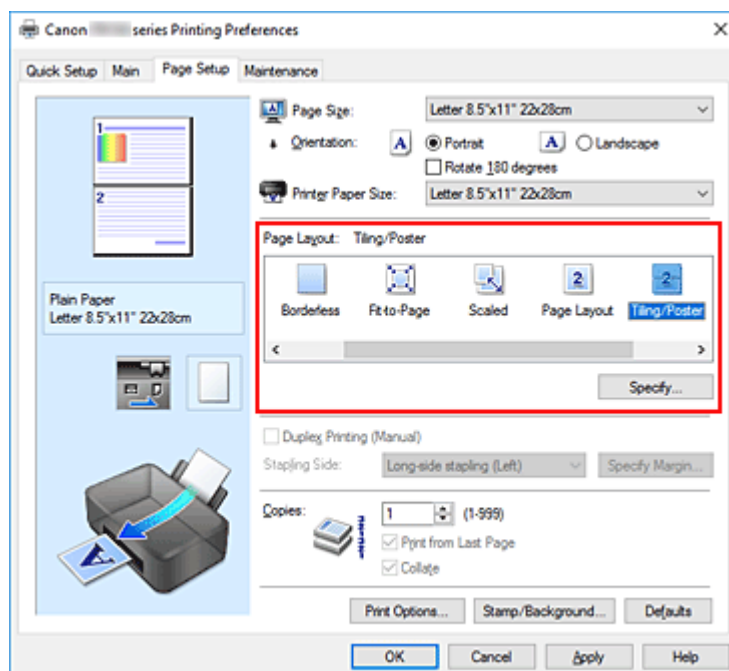 Canon series Printing Preferences
Quick Setup Main Page Setup Maintenance
1
2
Plain Paper
Letter 8.5"x11" 22x28cm
Page Size: Letter 8.5"x11" 22x28cm
Orientation: A Portrait A Landscape
Rotate 180 degrees
Printer Paper Size: Letter 8.5"x11" 22x28cm
Page Layout: Tiling/Poster
2 2
Borderless Fit-to-Page Scaled Page Layout Tiling/Poster
Specify...
Duplex Printing (Manual)
Stapling Side: Long-side stapling (Left) Specify Margin...
Copies: 1 (1-999)
Print from Last Page
Collate
A
Print Options... Stamp/Background... Defaults
OK Cancel Apply Help